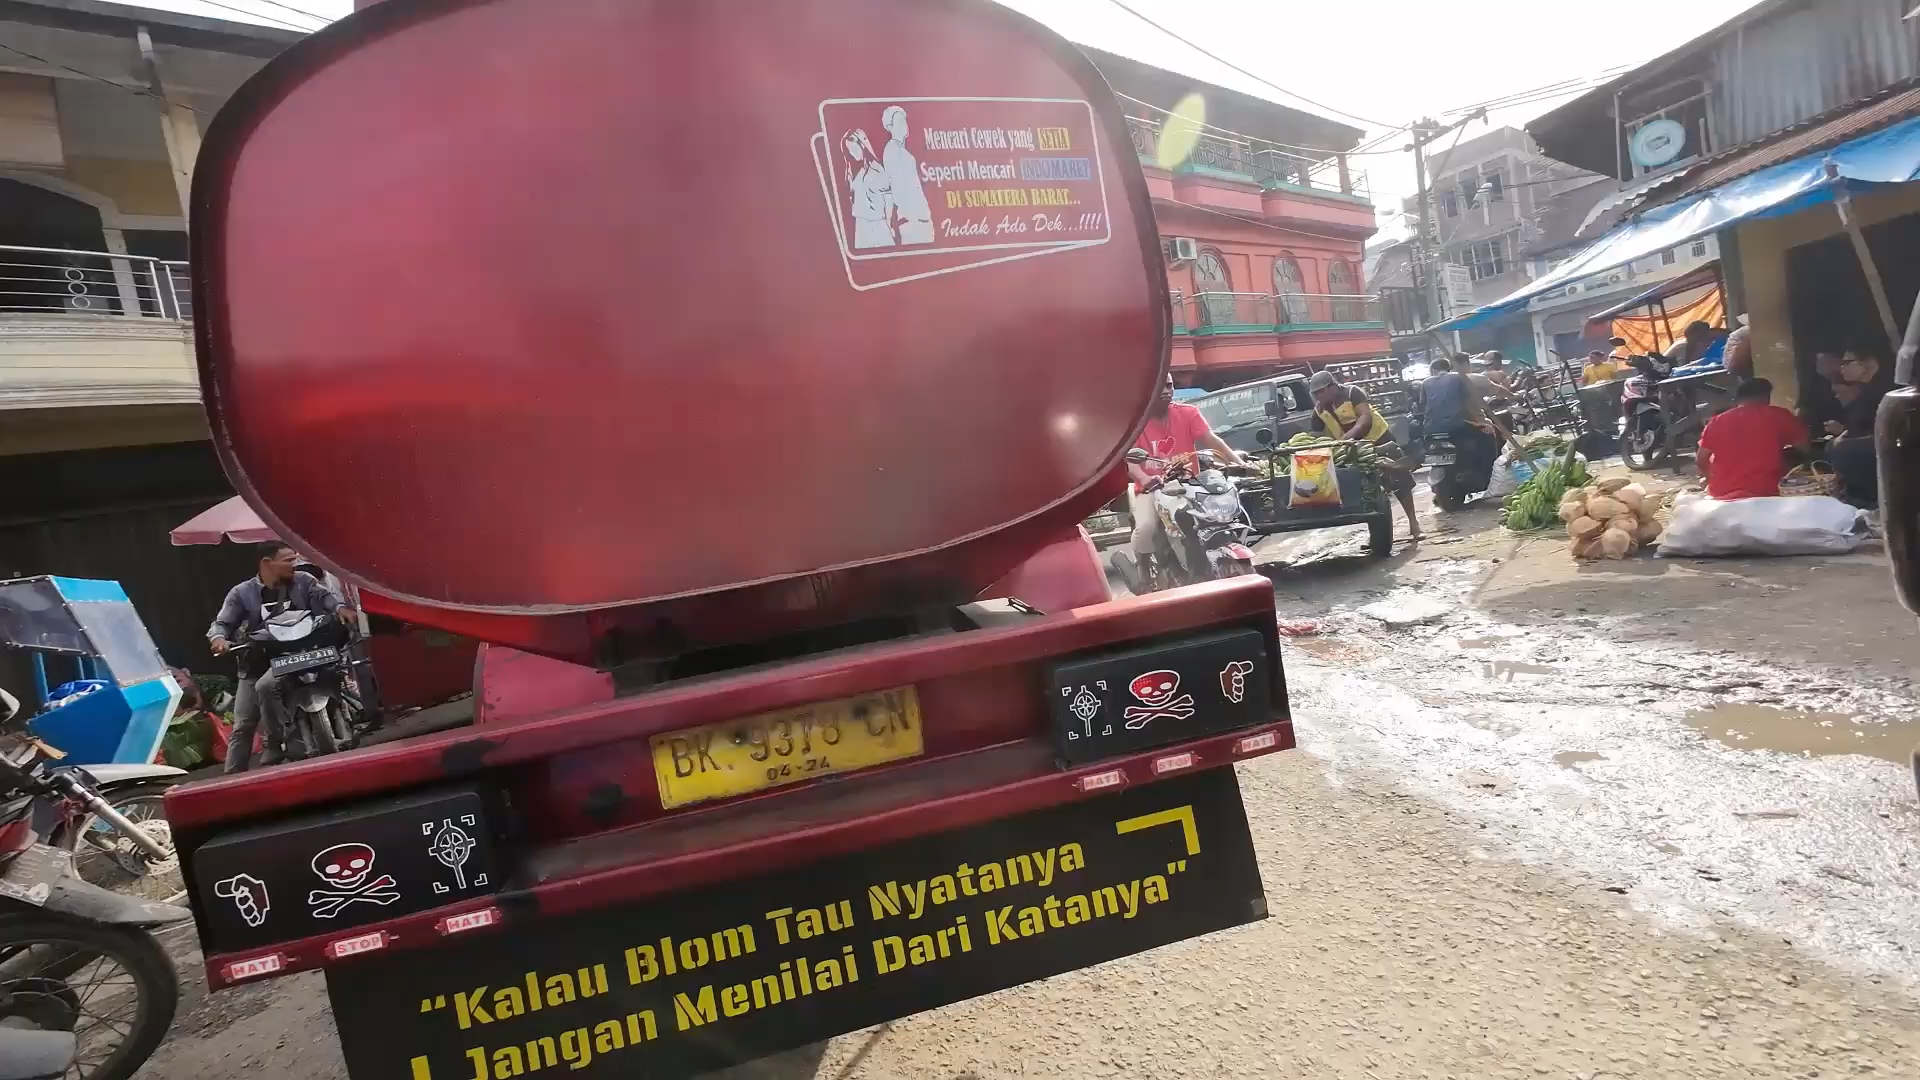 Mencari Cewek yang SETIA
Seperti Mencari INDOMARET
DI SUMATERA BARAT...
Indak Ado Dek...!!!!
BK 4362 AIB
BK 9378 CN
04-24
HATI STOP HATI
HATI STOP HATI
"Kalau Blom Tau Nyatanya
Jangan Menilai Dari Katanya"